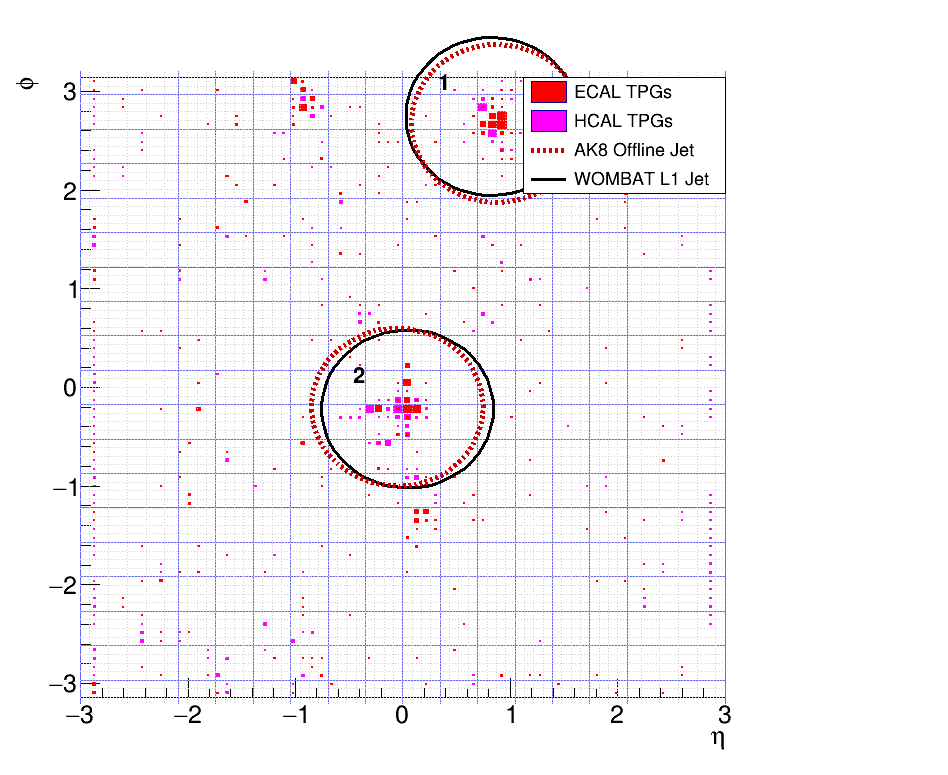 φ
3
2
1
0
−1
−2
−3
1
2
ECAL TPGs
HCAL TPGs
AK8 Offline Jet
WOMBAT L1 Jet
−3 −2 −1 0 1 2 3
η